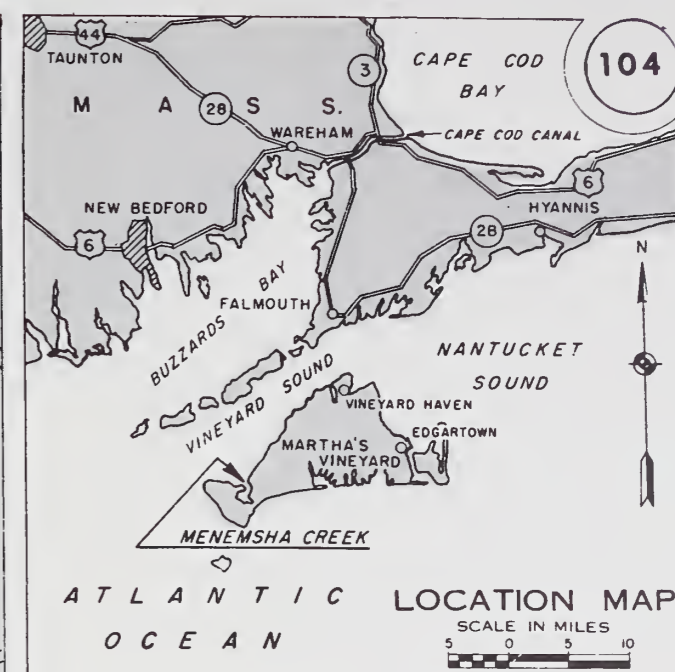 44
TAUNTON
3
CAPE COD
BAY
104
MASS.
28
WAREHAM
CAPE COD CANAL
6
NEW BEDFORD
HYANNIS
6
28
N
BUZZARDS BAY
FALMOUTH
NANTUCKET
SOUND
VINEYARD SOUND
VINEYARD HAVEN
EDGARTOWN
MARTHA'S
VINEYARD
MENEMSHA CREEK
ATLANTIC
OCEAN
LOCATION MAP
SCALE IN MILES
5 0 5 10